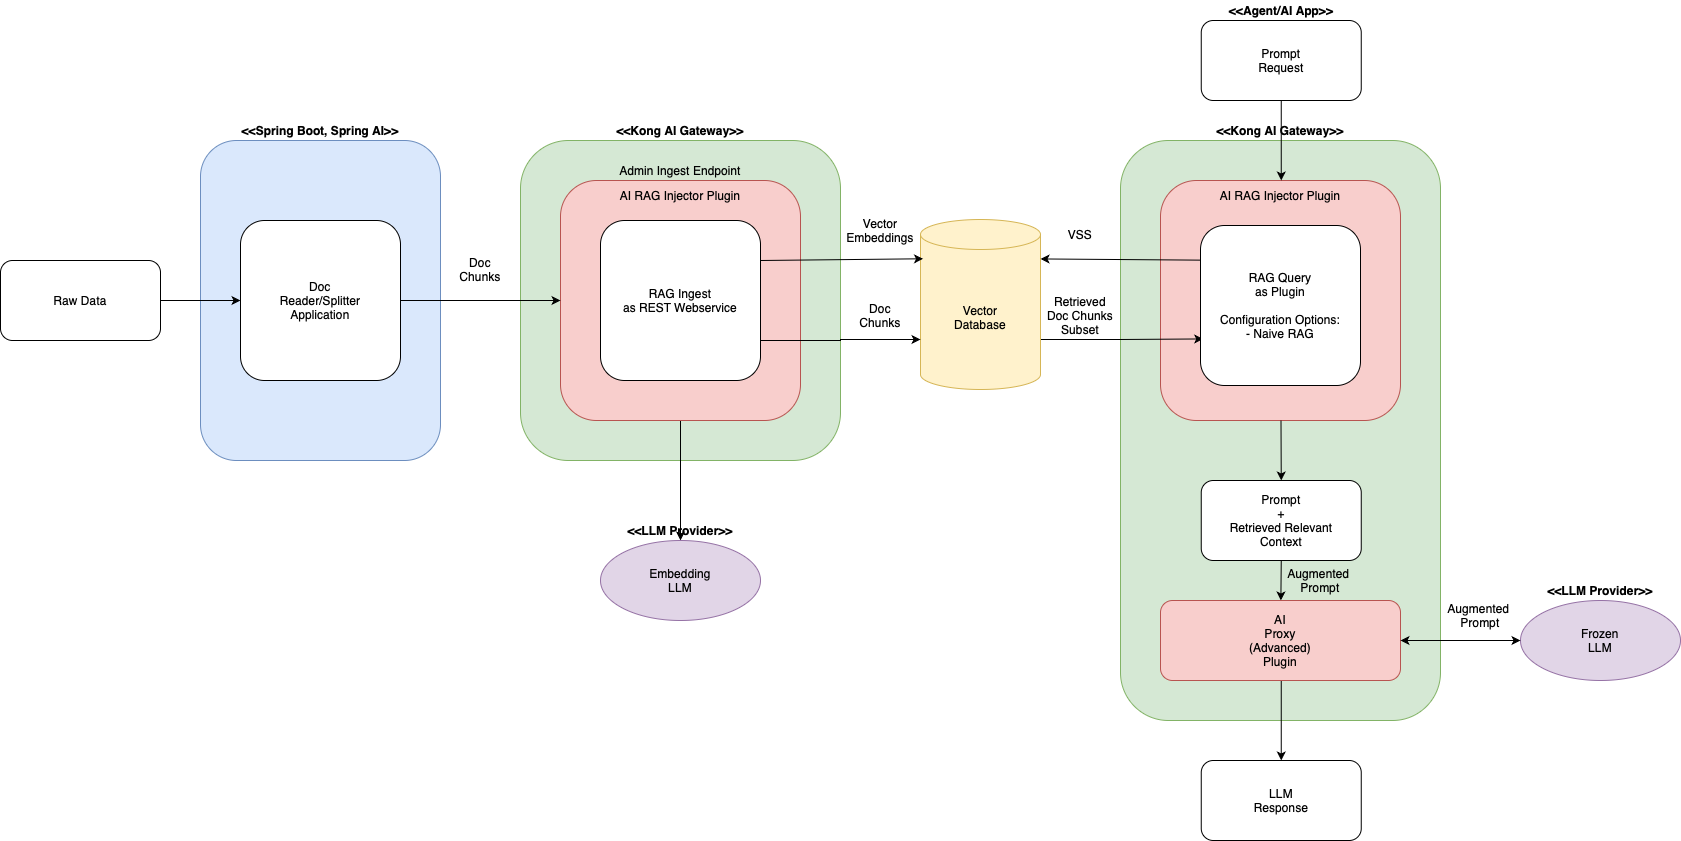 <<Agent/AI App>>
Prompt
Request
<<Spring Boot, Spring AI>>
<<Kong AI Gateway>>
<<Kong AI Gateway>>
Admin Ingest Endpoint
AI RAG Injector Plugin
AI RAG Injector Plugin
Raw Data
Doc
Reader/Splitter
Application
Doc
Chunks
RAG Ingest
as REST Webservice
Vector
Embeddings
Doc
Chunks
Vector
Database
VSS
Retrieved
Doc Chunks
Subset
RAG Query
as Plugin
Configuration Options:
- Naive RAG
<<LLM Provider>>
Embedding
LLM
Prompt
+
Retrieved Relevant
Context
Augmented
Prompt
AI
Proxy
(Advanced)
Plugin
Augmented
Prompt
<<LLM Provider>>
Frozen
LLM
LLM
Response